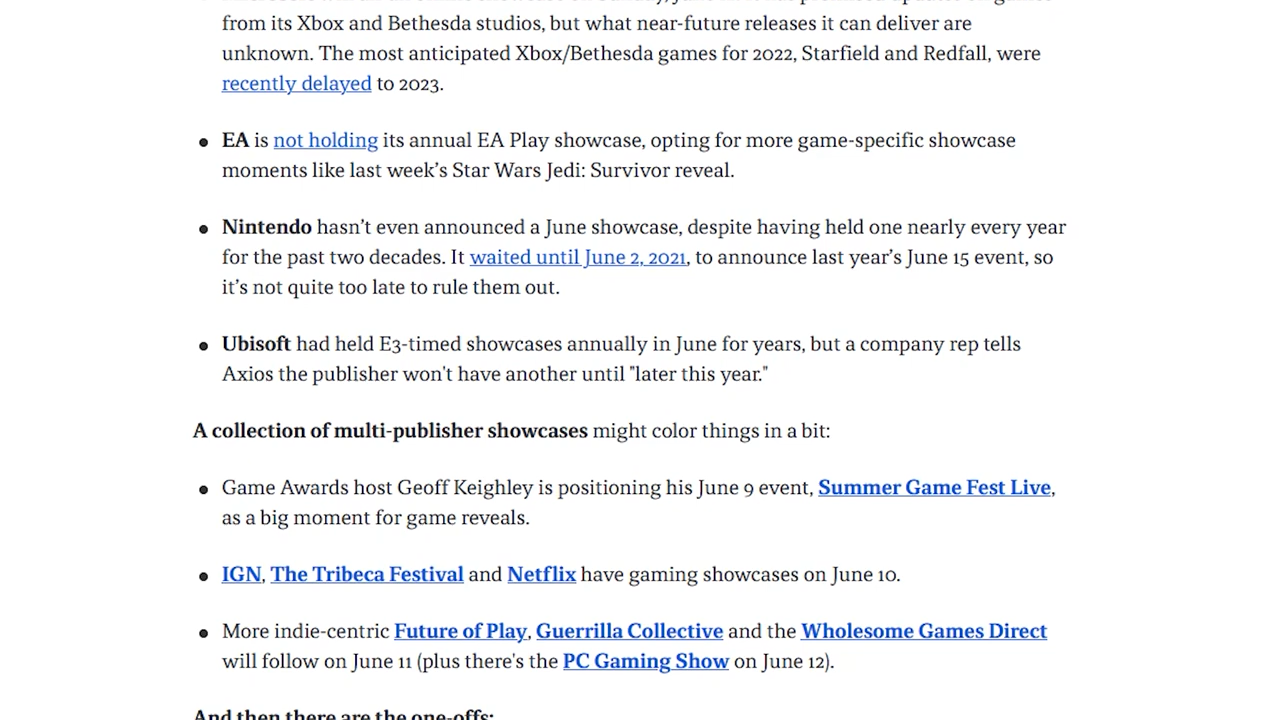 from its Xbox and Bethesda studios, but what near-future releases it can deliver are
unknown. The most anticipated Xbox/Bethesda games for 2022, Starfield and Redfall, were
recently delayed to 2023.
EA is not holding its annual EA Play showcase, opting for more game-specific showcase
moments like last week’s Star Wars Jedi: Survivor reveal.
Nintendo hasn’t even announced a June showcase, despite having held one nearly every year
for the past two decades. It waited until June 2, 2021, to announce last year’s June 15 event, so
it’s not quite too late to rule them out.
Ubisoft had held E3-timed showcases annually in June for years, but a company rep tells
Axios the publisher won't have another until "later this year."
A collection of multi-publisher showcases might color things in a bit:
Game Awards host Geoff Keighley is positioning his June 9 event, Summer Game Fest Live,
as a big moment for game reveals.
IGN, The Tribeca Festival and Netflix have gaming showcases on June 10.
More indie-centric Future of Play, Guerrilla Collective and the Wholesome Games Direct
will follow on June 11 (plus there's the PC Gaming Show on June 12).
And then there are the one-offs: